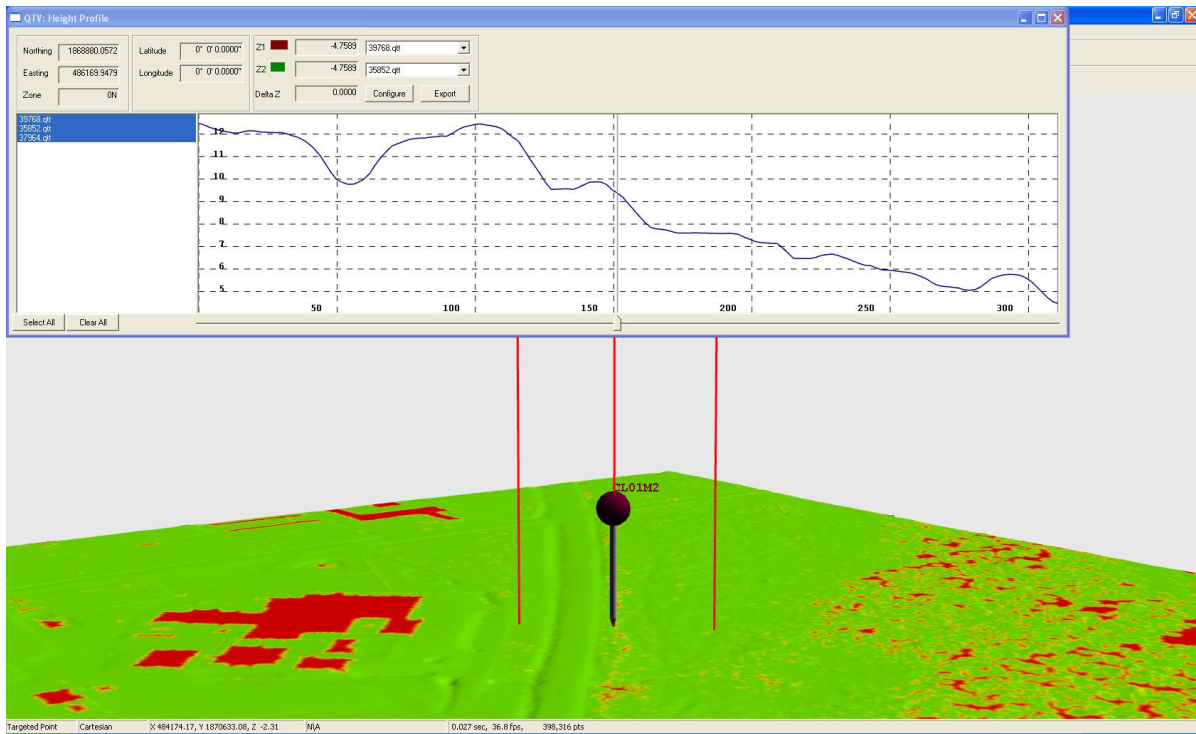 QTV: Height Profile
Northing 1868880.0572 Latitude 0° 0' 0.0000" Z1 -4.7589 39768.qtt
Easting 486169.9479 Longitude 0° 0' 0.0000" Z2 -4.7589 35852.qtt
Zone 0N Delta Z 0.0000 Configure Export
39768.qtt
35852.qtt
37964.qtt
12
11
10
9
8
7
6
5
50 100 150 200 250 300
Select All Clear All
CL01M2
Targeted Point Cartesian X 484174.17, Y 1870633.08, Z -2.31 N\A 0.027 sec, 36.8 fps, 398,316 pts